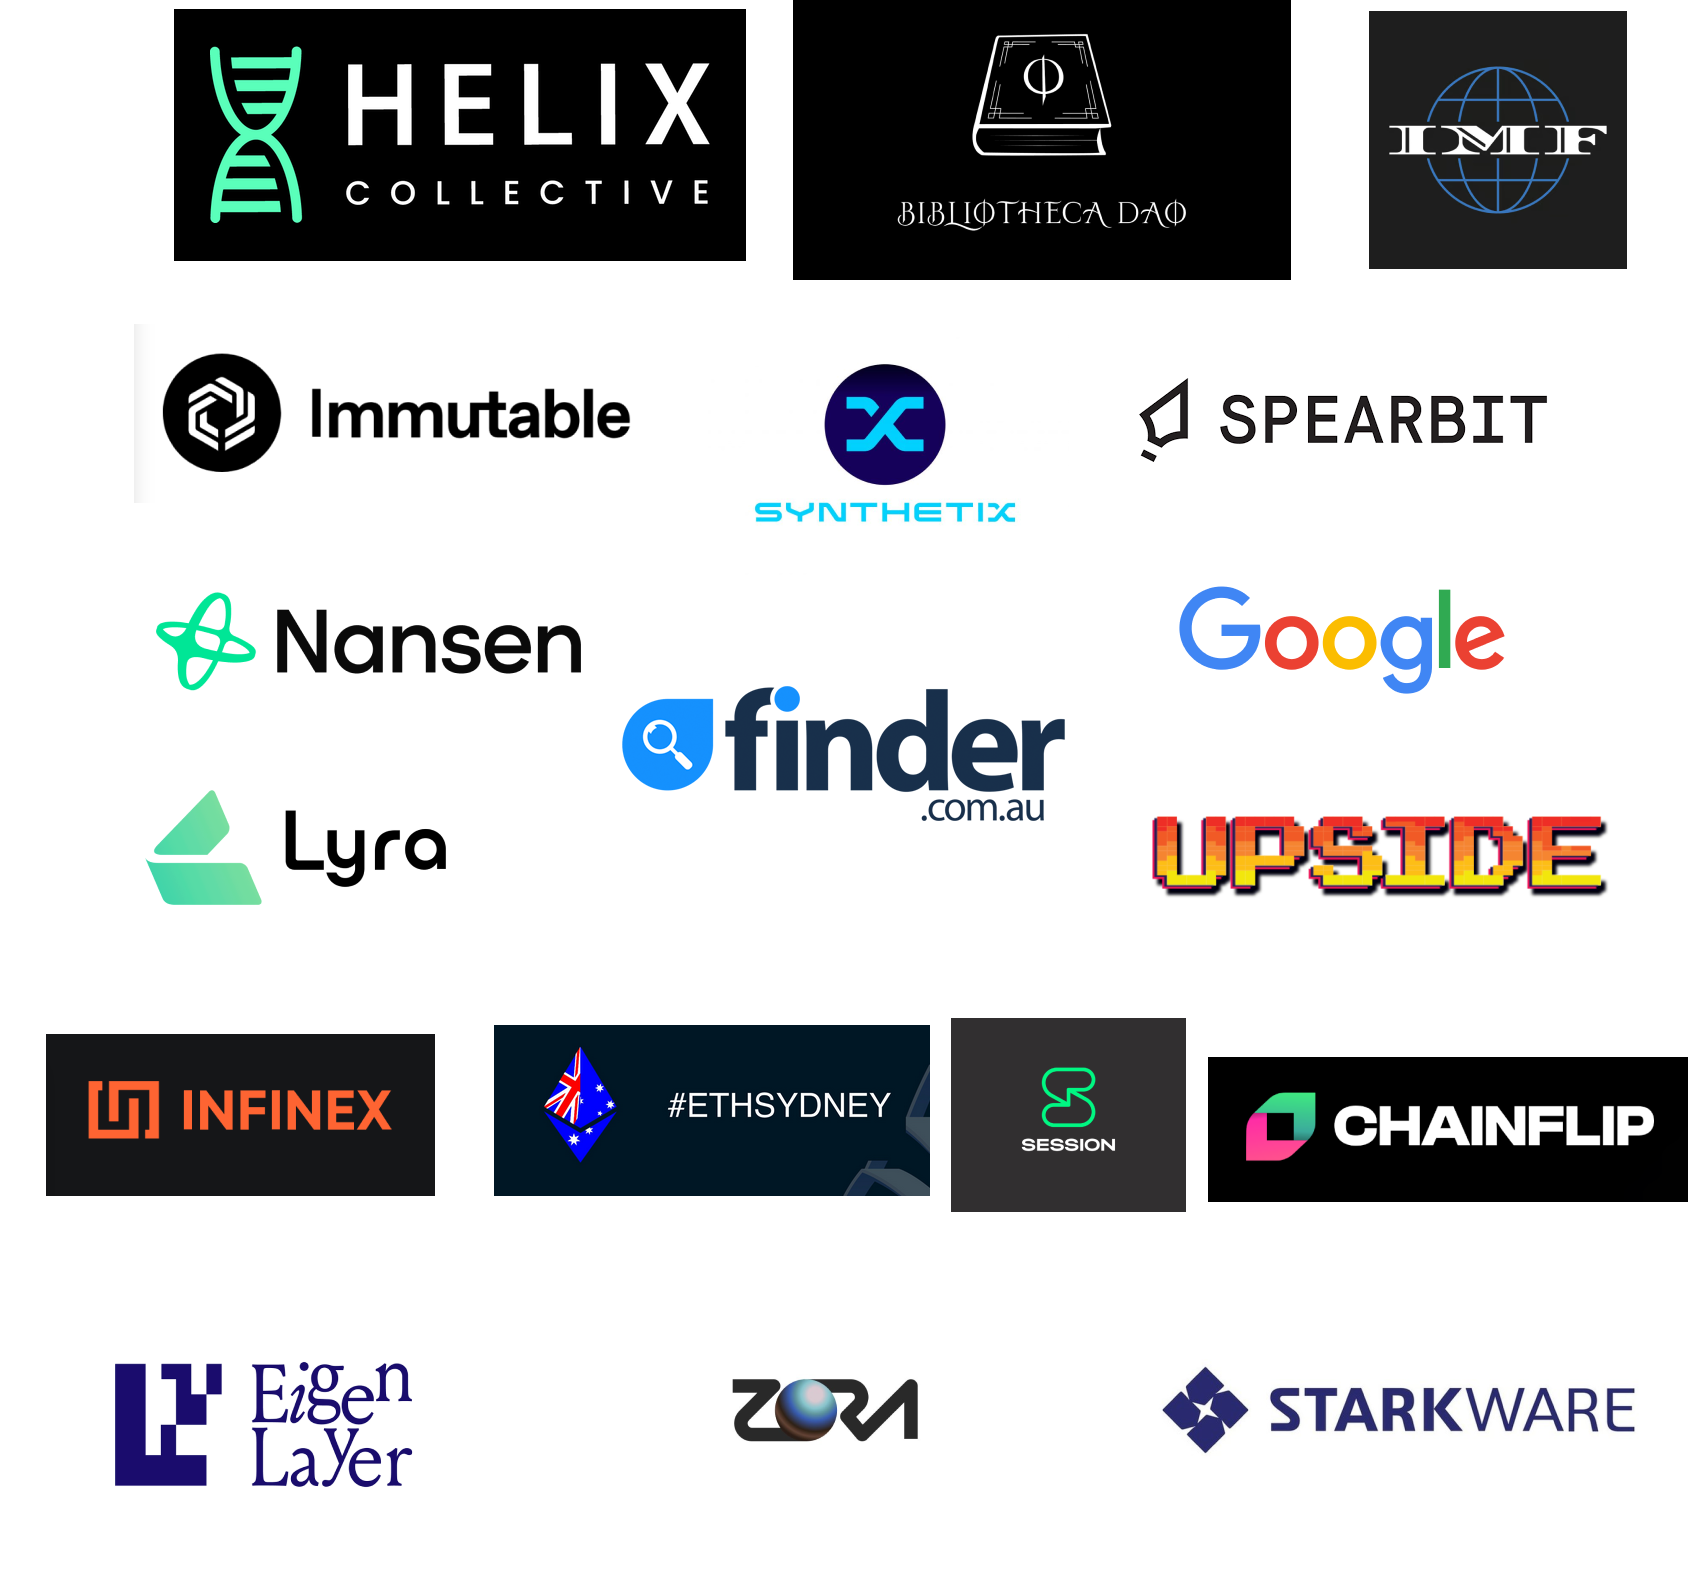 HELIX
COLLECTIVE
BIBLIOTHECA DAO
IMF
Immutable
SYNTHETIX
SPEARBIT
Nansen
Google
finder
.com.au
Lyra
UPSIDE
INFINEX
#ETHSYDNEY
SESSION
CHAINFLIP
Eigen
Layer
ZORA
STARKWARE